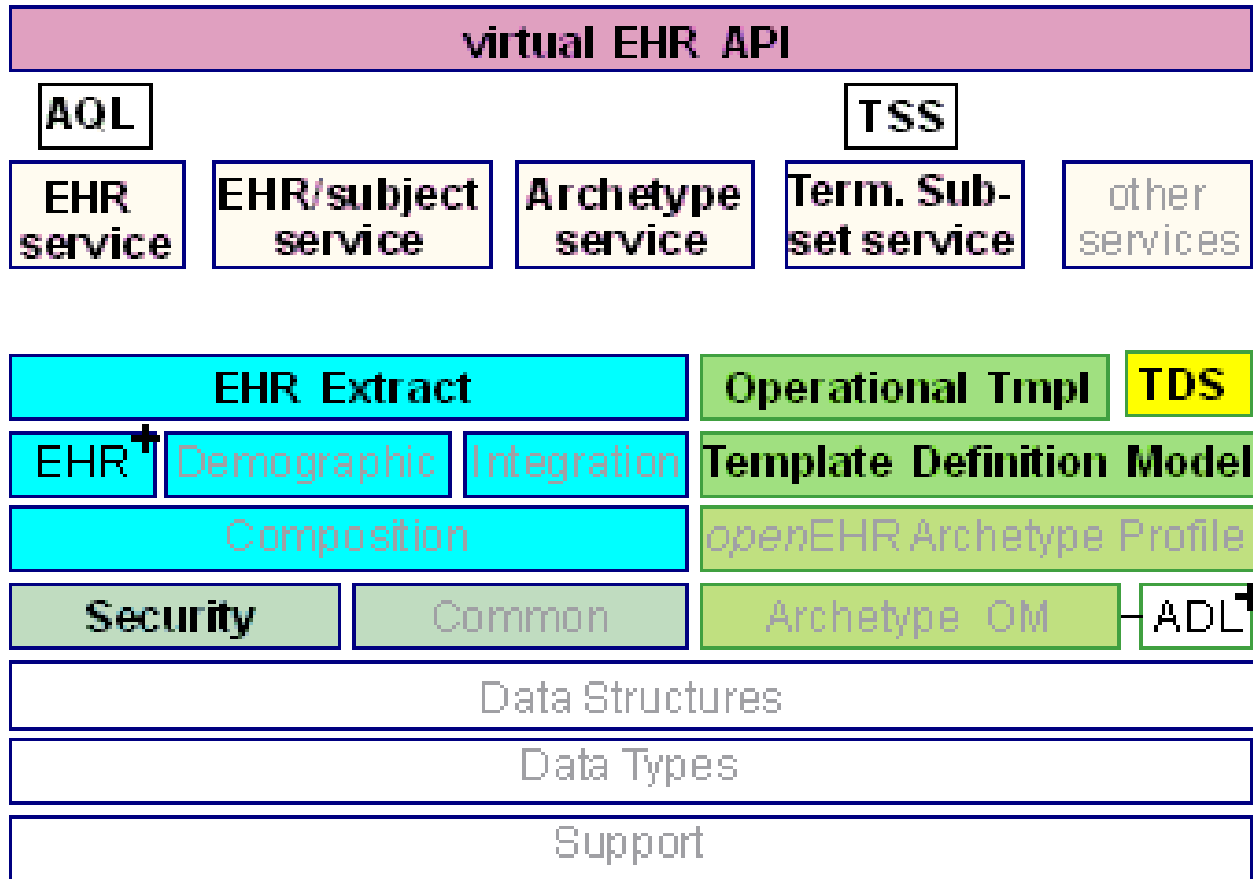 virtual EHR API
AQL
TSS
EHR
service
EHR/subject
service
Archetype
service
Term. Sub-
set service
other
services
EHR Extract
Operational Tmpl
TDS
EHR+
Demographic
Integration
Template Definition Model
Composition
openEHR Archetype Profile
Security
Common
Archetype OM
ADL+
Data Structures
Data Types
Support